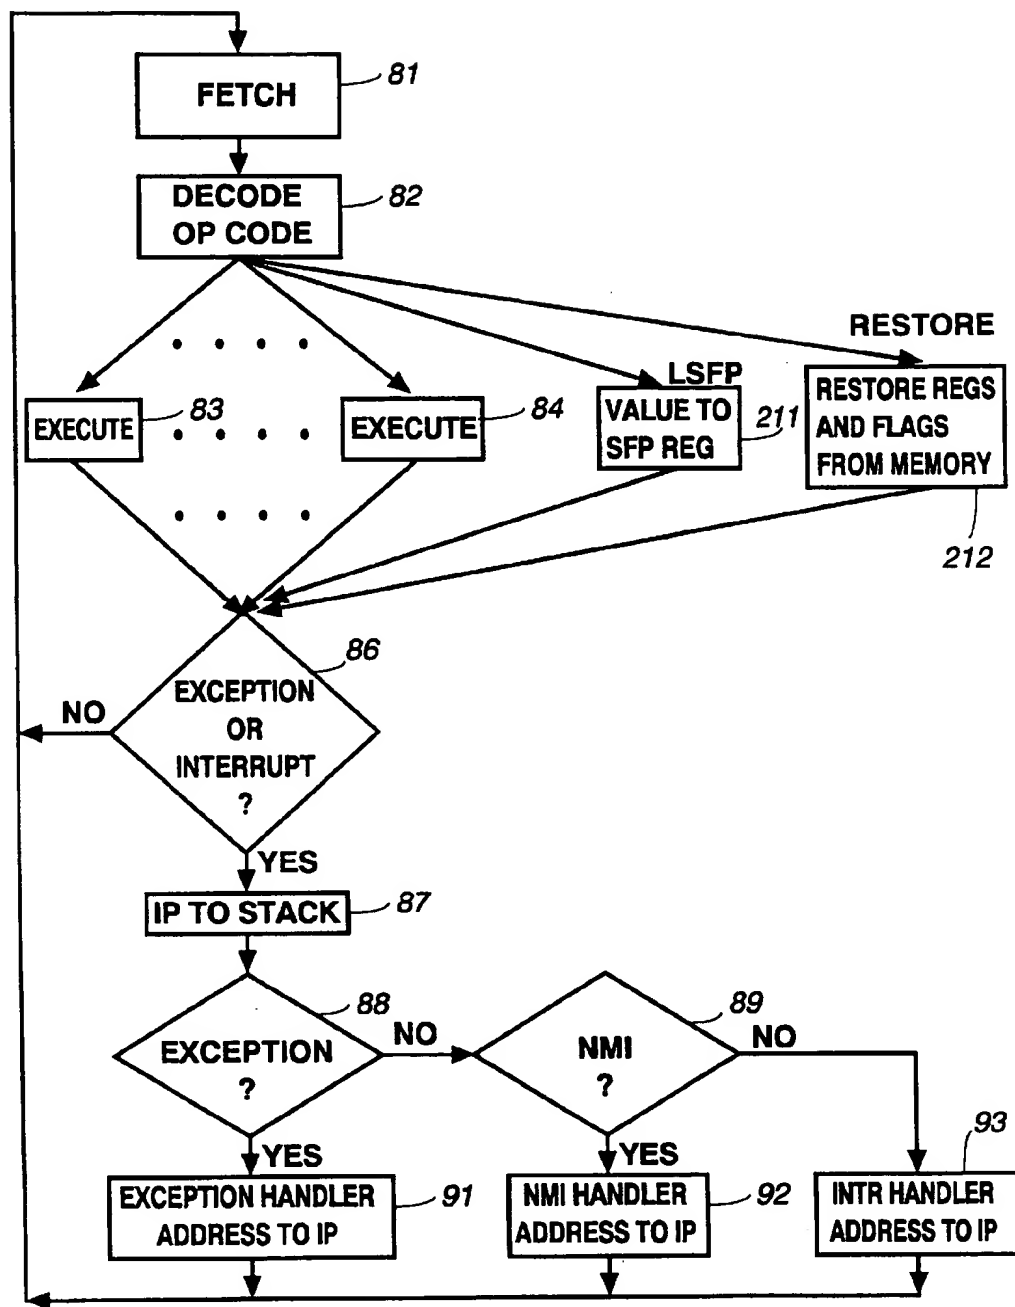 81
FETCH
DECODE
OP CODE
82
RESTORE
LSFP
EXECUTE
83
EXECUTE
84
VALUE TO
SFP REG
211
RESTORE REGS
AND FLAGS
FROM MEMORY
212
86
EXCEPTION
OR
INTERRUPT
?
NO
YES
IP TO STACK
87
88
EXCEPTION
?
NO
89
NMI
?
NO
YES
YES
93
EXCEPTION HANDLER
ADDRESS TO IP
91
NMI HANDLER
ADDRESS TO IP
92
INTR HANDLER
ADDRESS TO IP